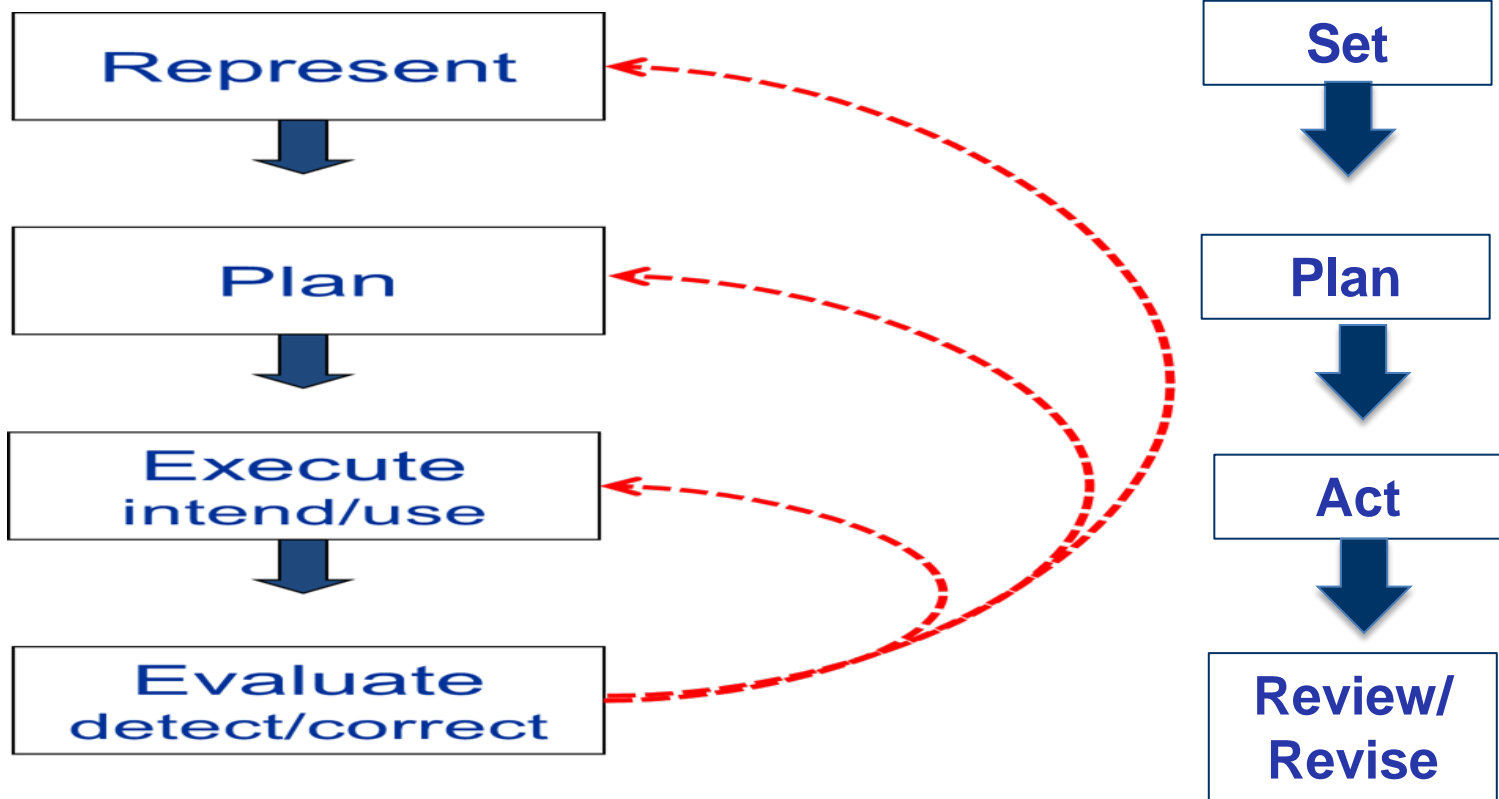 Represent
Plan
Execute
intend/use
Evaluate
detect/correct
Set
Plan
Act
Review/
Revise